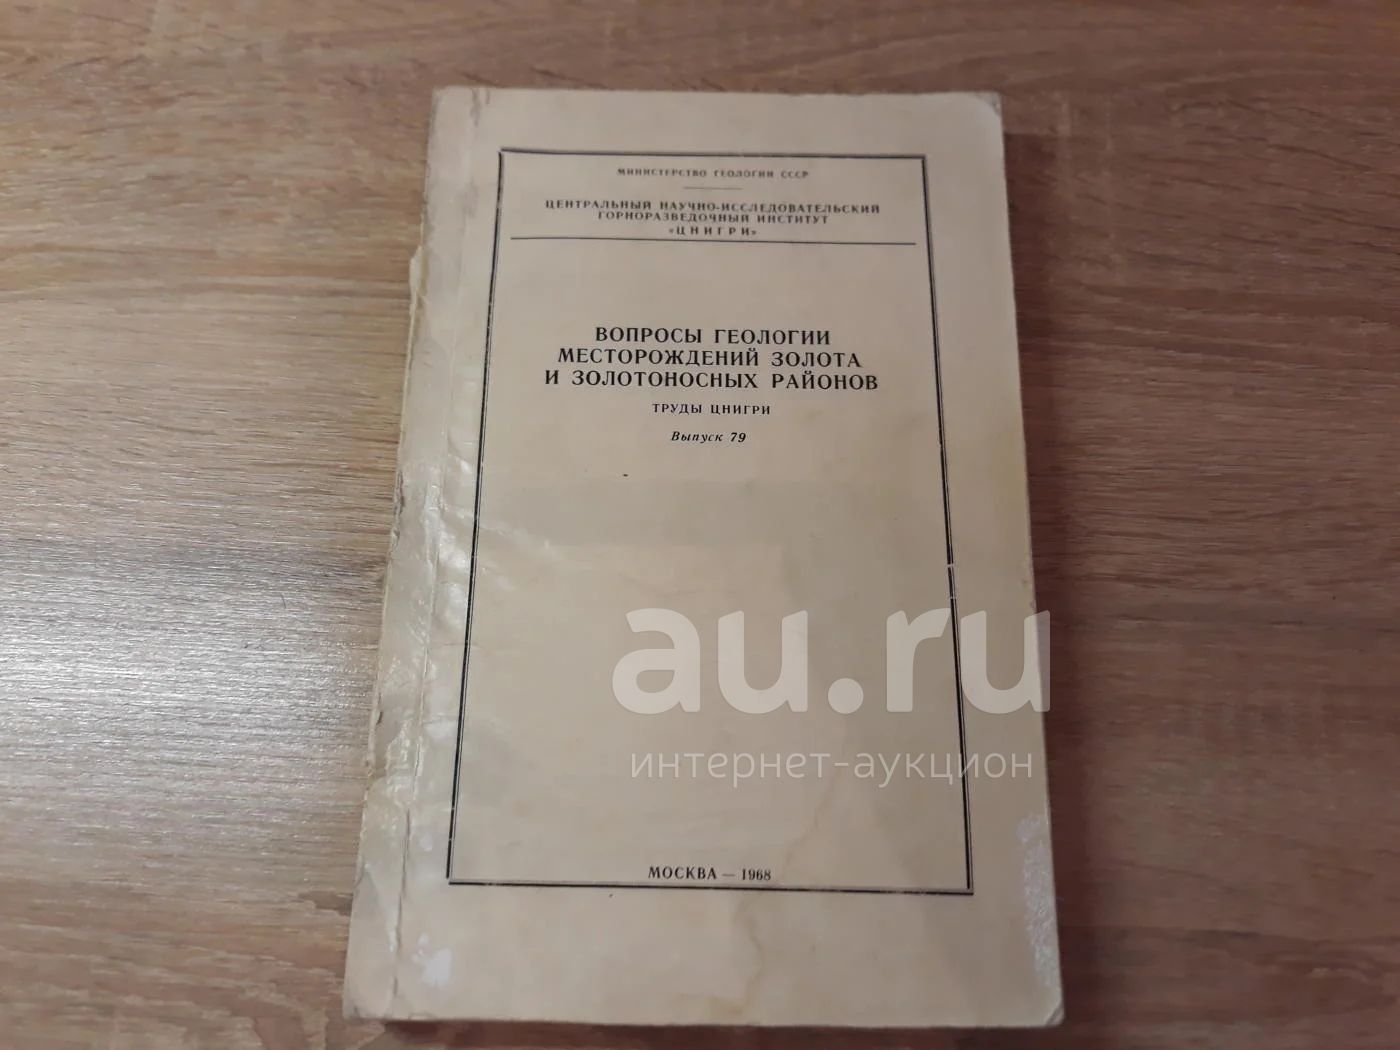 МИНИСТЕРСТВО ГЕОЛОГИИ СССР
ЦЕНТРАЛЬНЫЙ НАУЧНО-ИССЛЕДОВАТЕЛЬСКИЙ
ГОРНОРАЗВЕДОЧНЫЙ ИНСТИТУТ
«ЦНИГРИ»
ВОПРОСЫ ГЕОЛОГИИ
МЕСТОРОЖДЕНИЙ ЗОЛОТА
И ЗОЛОТОНОСНЫХ РАЙОНОВ
ТРУДЫ ЦНИГРИ
Выпуск 79
au.ru
интернет-аукцион
МОСКВА — 1968